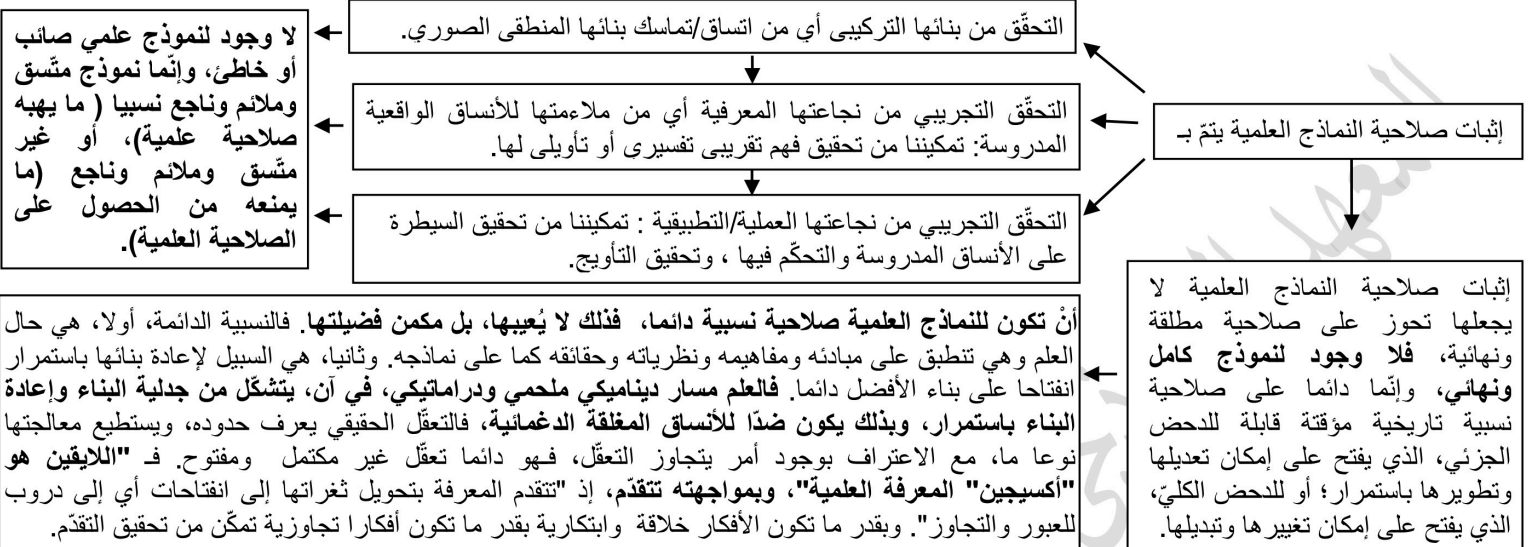 إثبات صلاحية النماذج العلمية يتمّ بـ
التحقّق من بنائها التركيبى أي من اتساق/تماسك بنائها المنطقى الصوري.
التحقّق التجريبي من نجاعتها المعرفية أي من ملاءمتها للأنساق الواقعية
المدروسة: تمكيننا من تحقيق فهم تقريبى تفسيري أو تأويلى لها.
التحقّق التجريبي من نجاعتها العملية/التطبيقية : تمكيننا من تحقيق السيطرة
على الأنساق المدروسة والتحكّم فيها ، وتحقيق التأويج.
لا وجود لنموذج علمي صائب
أو خاطئ، وإنّما نموذج متّسق
وملائم وناجع نسبيا ( ما يهبه
صلاحية علمية)، أو غير
متّسق وملائم وناجع (ما
يمنعه من الحصول على
الصلاحية العلمية).
إثبات صلاحية النماذج العلمية لا
يجعلها تحوز على صلاحية مطلقة
ونهائية، فلا وجود لنموذج كامل
ونهائي، وإنّما دائما على صلاحية
نسبية تاريخية مؤقتة قابلة للدحض
الجزئي، الذي يفتح على إمكان تعديلها
وتطويرها باستمرار؛ أو للدحض الكليّ،
الذي يفتح على إمكان تغييرها وتبديلها.
أنْ تكون للنماذج العلمية صلاحية نسبية دائما، فذلك لا يُعيبها، بل مكمن فضيلتها. فالنسبية الدائمة، أولا، هي حال
العلم وهي تنطبق على مبادئه ومفاهيمه ونظرياته وحقائقه كما على نماذجه. وثانيا، هي السبيل لإعادة بنائها باستمرار
انفتاحا على بناء الأفضل دائما. فالعلم مسار ديناميكي ملحمي ودراماتيكي، في آن، يتشكّل من جدلية البناء وإعادة
البناء باستمرار، وبذلك يكون ضدّا للأنساق المغلقة الدغمائية، فالتعقّل الحقيقي يعرف حدوده، ويستطيع معالجتها
نوعا ما، مع الاعتراف بوجود أمر يتجاوز التعقّل، فهو دائما تعقّل غير مكتمل ومفتوح. فـ "اللايقين هو
"أكسيجين" المعرفة العلمية"، وبمواجهته تتقدّم، إذ "تتقدم المعرفة بتحويل ثغراتها إلى انفتاحات أي إلى دروب
للعبور والتجاوز". وبقدر ما تكون الأفكار خلاقة وابتكارية بقدر ما تكون أفكارا تجاوزية تمكّن من تحقيق التقدّم.